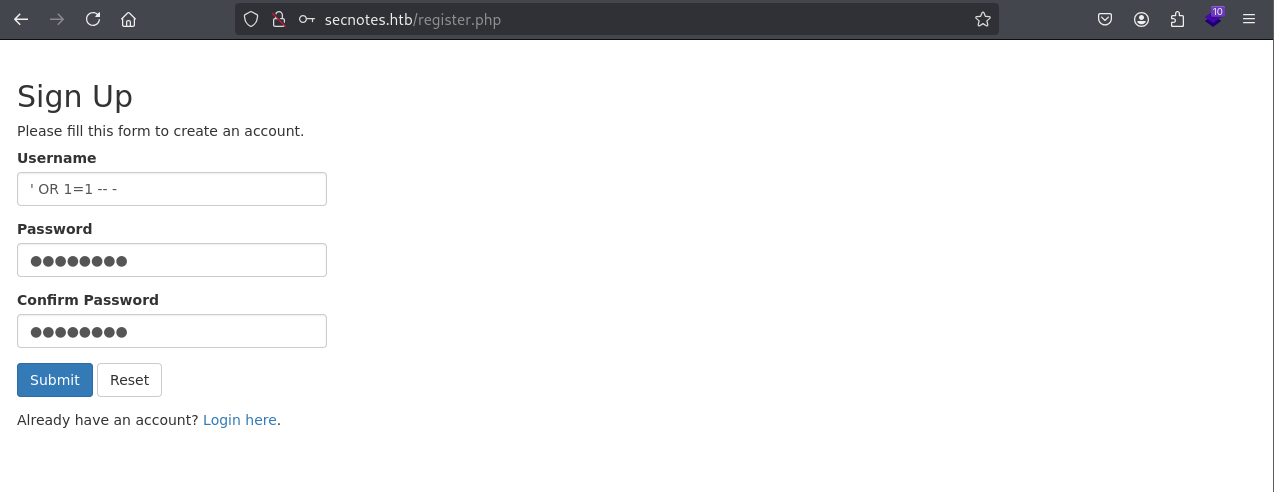 secnotes.htb/register.php
10
Sign Up
Please fill this form to create an account.
Username
' OR 1=1 -- -
Password
●●●●●●●●
Confirm Password
●●●●●●●●
Submit Reset
Already have an account? Login here.